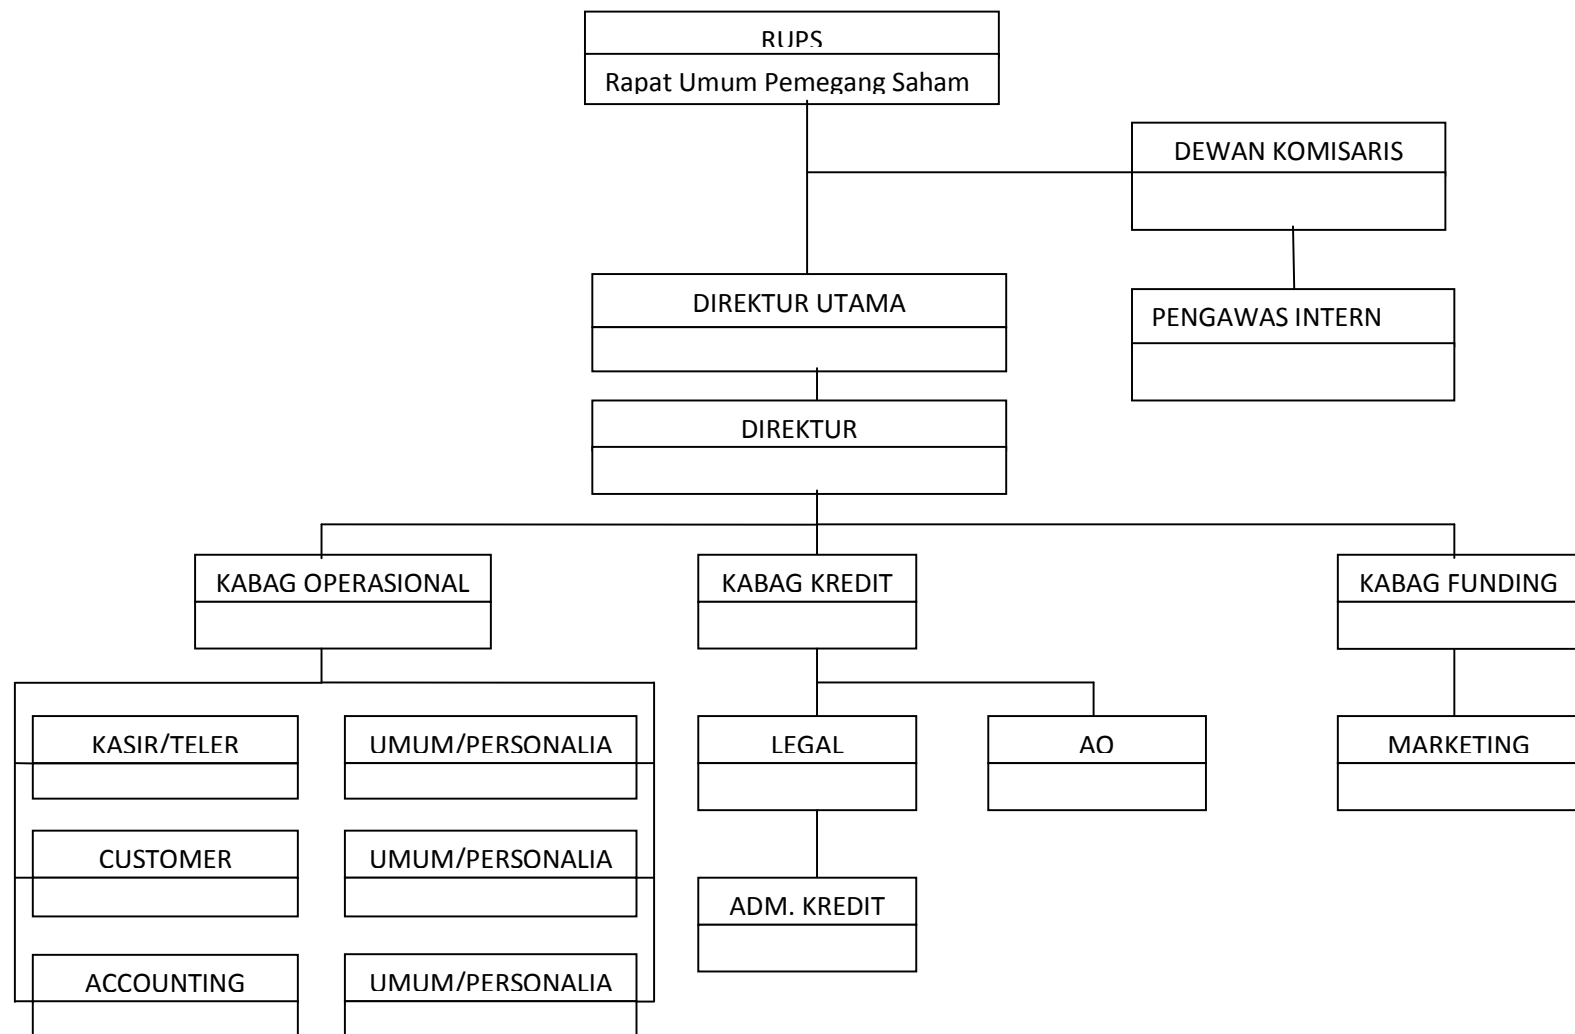 RUPS
Rapat Umum Pemegang Saham
DEWAN KOMISARIS
DIREKTUR UTAMA
PENGAWAS INTERN
DIREKTUR
KABAG OPERASIONAL
KABAG KREDIT
KABAG FUNDING
KASIR/TELER
UMUM/PERSONALIA
LEGAL
AO
MARKETING
CUSTOMER
UMUM/PERSONALIA
ADM. KREDIT
ACCOUNTING
UMUM/PERSONALIA